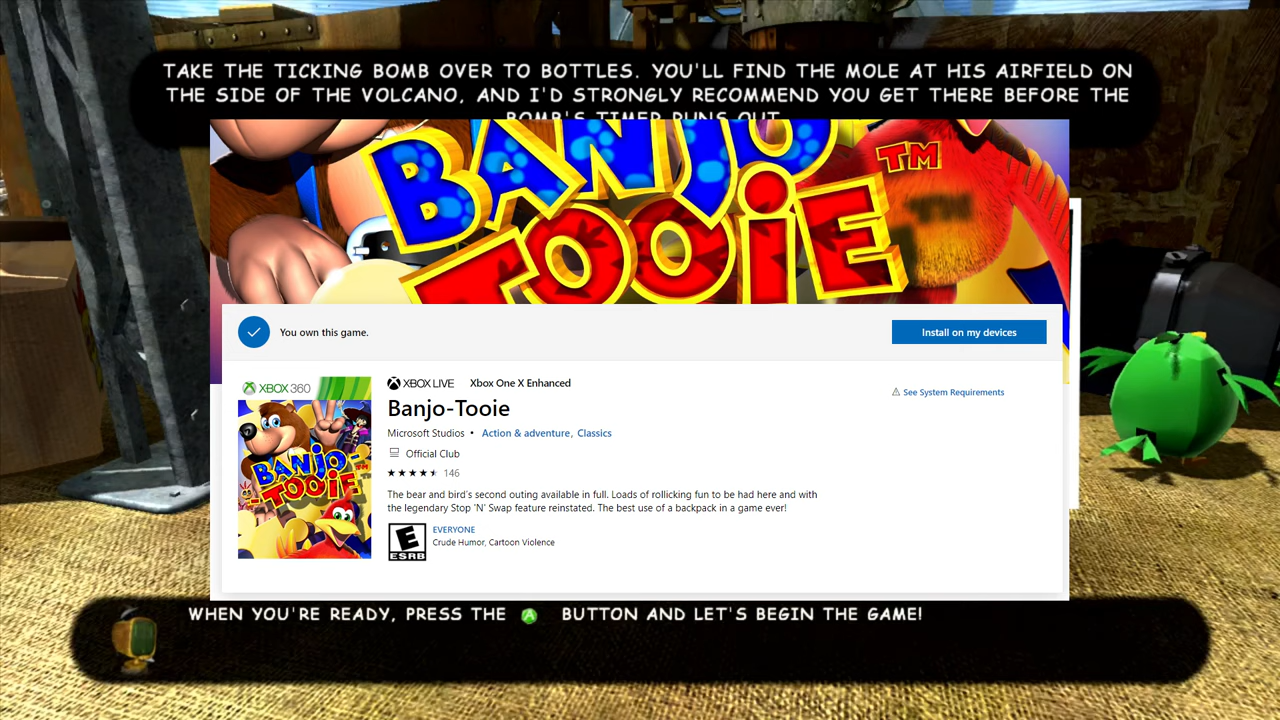 TAKE THE TICKING BOMB OVER TO BOTTLES. YOU'LL FIND THE MOLE AT HIS AIRFIELD ON
THE SIDE OF THE VOLCANO, AND I'D STRONGLY RECOMMEND YOU GET THERE BEFORE THE
BOMB'S TIMER RUNS OUT.
BANJO-
TOOIE
TM
You own this game.
Install on my devices
XBOX 360
BANJO-
TOOIE
TM
XBOX LIVE Xbox One X Enhanced
See System Requirements
Banjo-Tooie
Microsoft Studios • Action & adventure, Classics
Official Club
146
The bear and bird's second outing available in full. Loads of rollicking fun to be had here and with
the legendary Stop 'N' Swap feature reinstated. The best use of a backpack in a game ever!
E
ESRB
EVERYONE
Crude Humor, Cartoon Violence
WHEN YOU'RE READY, PRESS THE A BUTTON AND LET'S BEGIN THE GAME!